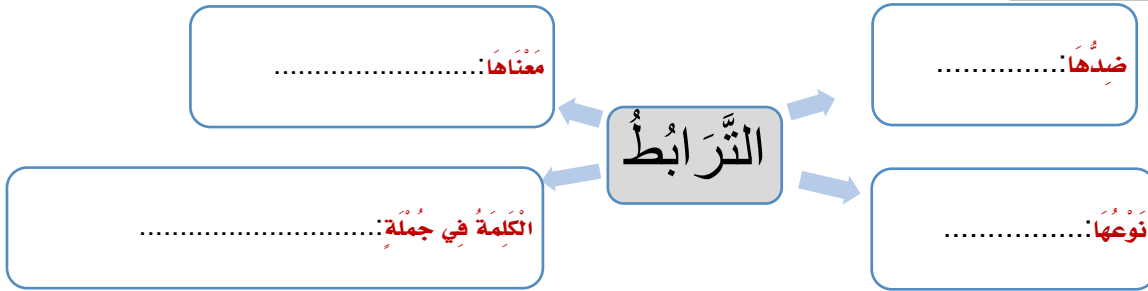 ضِدُّهَا:..............
مَعْنَاهَا:.........................
التَّرَابُطُ
نَوْعُهَا:................
الْكَلِمَةُ فِي جُمْلَةٍ:.............................